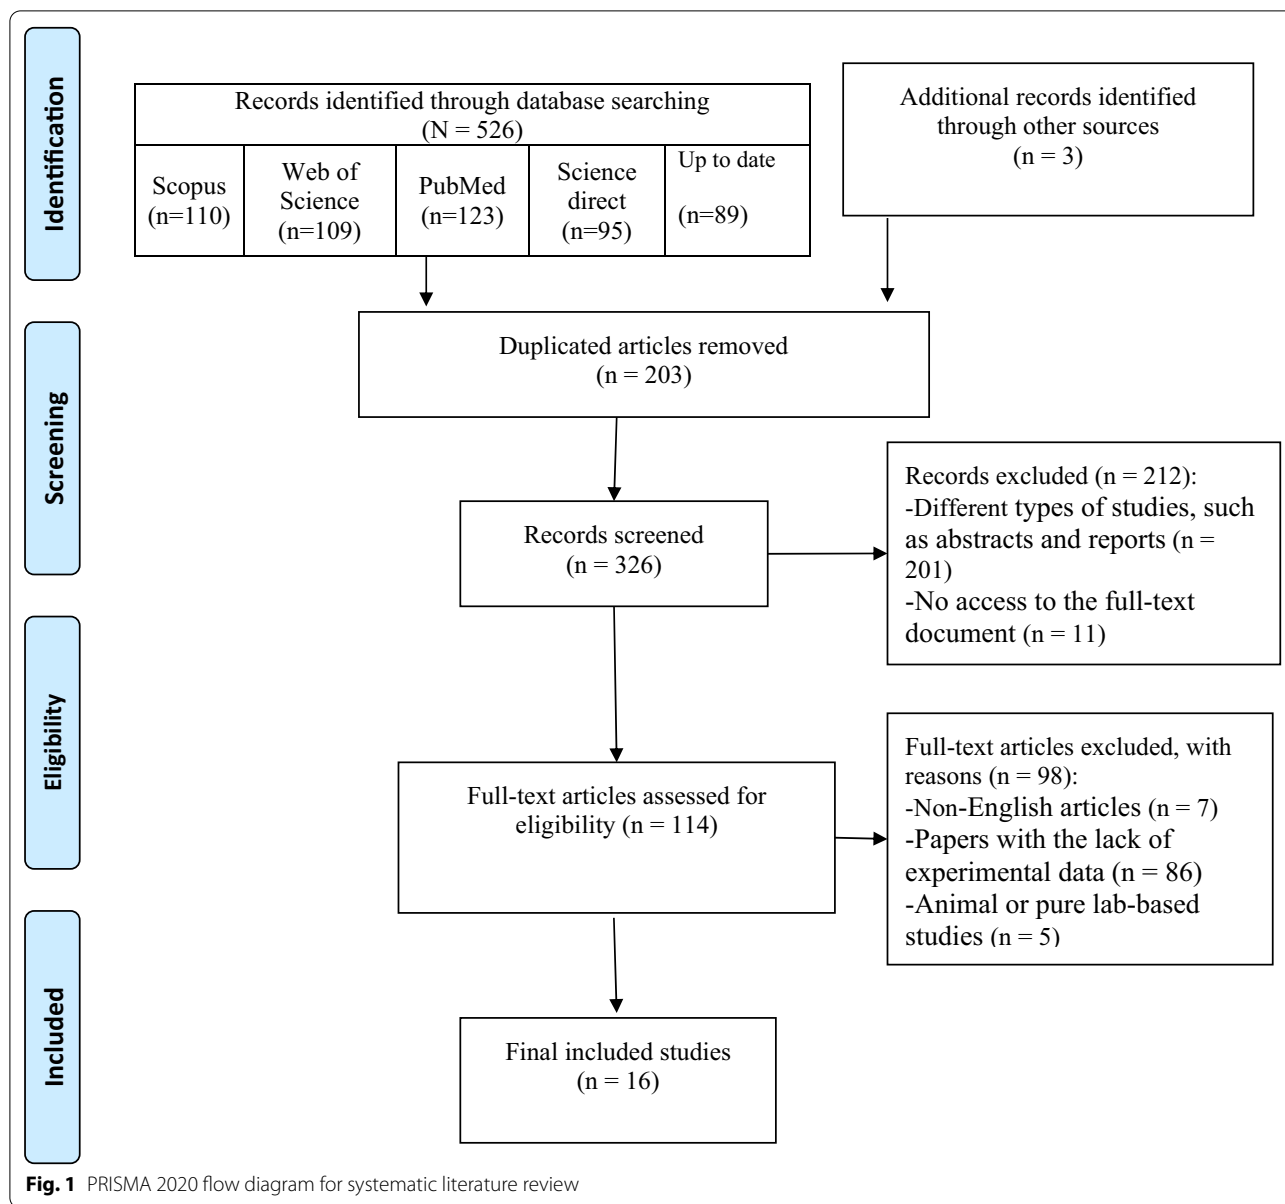 Identification
Records identified through database searching
(N = 526)
Scopus
(n=110)
Web of
Science
(n=109)
PubMed
(n=123)
Science
direct
(n=95)
Up to date
(n=89)
Additional records identified
through other sources
(n = 3)
Screening
Duplicated articles removed
(n = 203)
Records screened
(n = 326)
Records excluded (n = 212):
-Different types of studies, such
as abstracts and reports (n =
201)
-No access to the full-text
document (n = 11)
Eligibility
Full-text articles assessed for
eligibility (n = 114)
Full-text articles excluded, with
reasons (n = 98):
-Non-English articles (n = 7)
-Papers with the lack of
experimental data (n = 86)
-Animal or pure lab-based
studies (n = 5)
Included
Final included studies
(n = 16)
Fig. 1 PRISMA 2020 flow diagram for systematic literature review